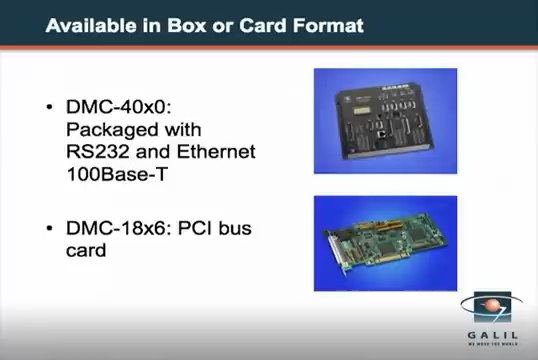 Available in Box or Card Format
• DMC-40x0:
Packaged with
RS232 and Ethernet
100Base-T
• DMC-18x6: PCI bus
card
GALIL
WE MOVE THE WORLD